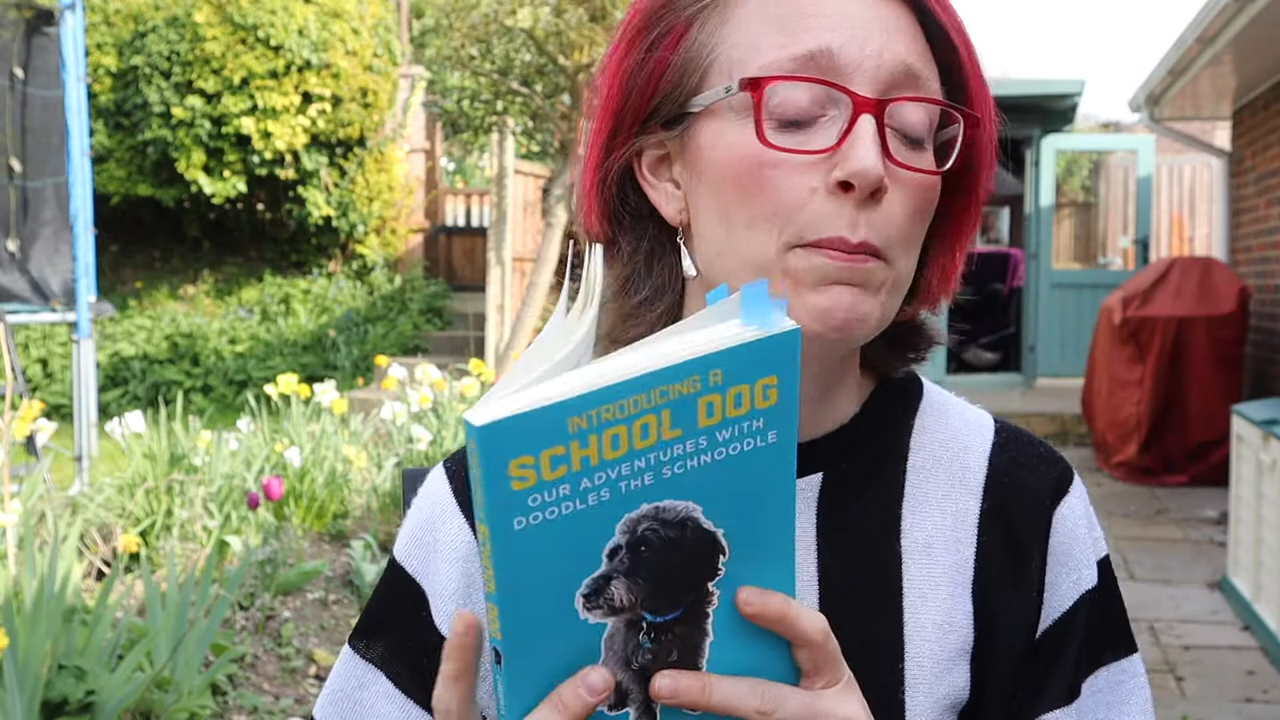 INTRODUCING A
SCHOOL DOG
OUR ADVENTURES WITH
DOODLES THE SCHNOODLE